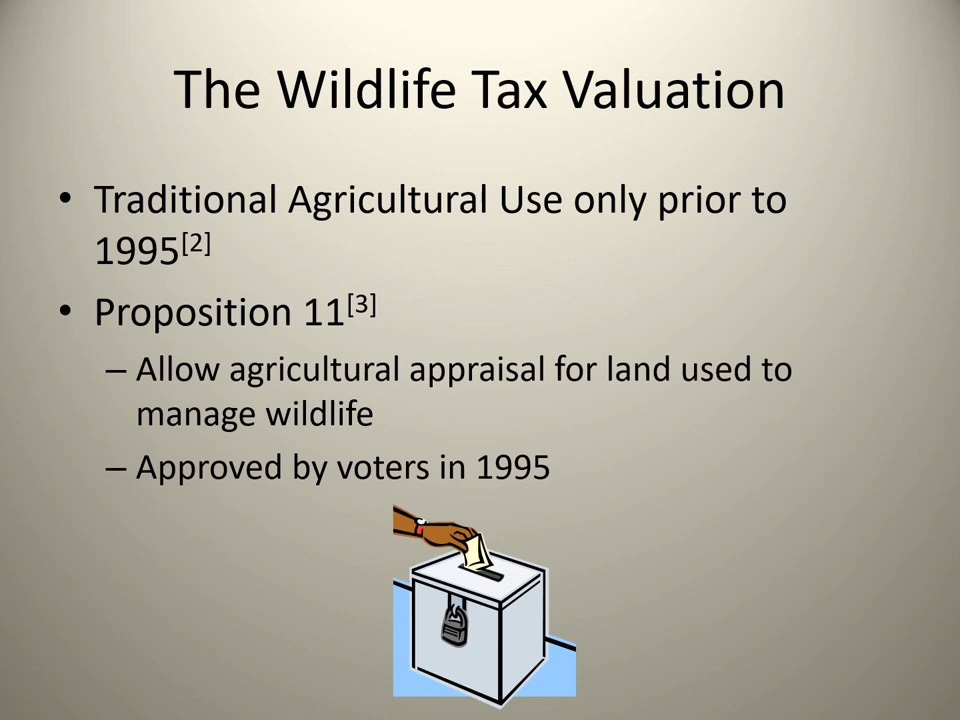 The Wildlife Tax Valuation
• Traditional Agricultural Use only prior to
1995[2]
• Proposition 11[3]
– Allow agricultural appraisal for land used to
manage wildlife
– Approved by voters in 1995